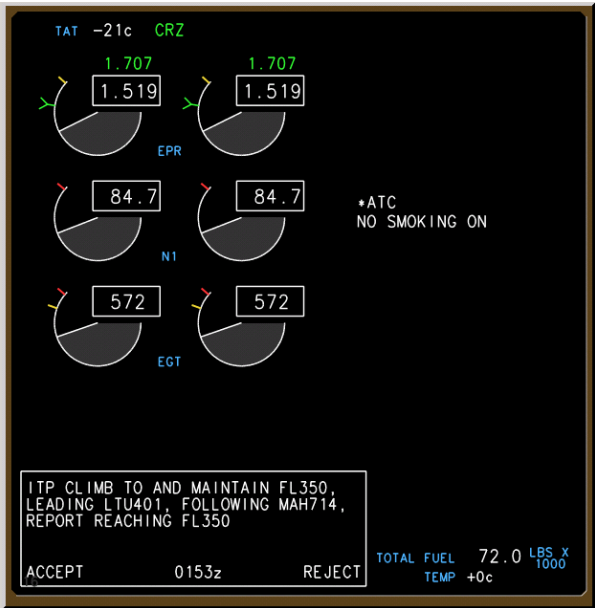 TAT -21c CRZ
1.707 1.707
1.519 1.519
EPR
84.7 84.7
*ATC
NO SMOKING ON
N1
572 572
EGT
ITP CLIMB TO AND MAINTAIN FL350,
LEADING LTU401, FOLLOWING MAH714,
REPORT REACHING FL350
ACCEPT 0153z REJECT
TOTAL FUEL 72.0 LBS X
1000
TEMP +0c